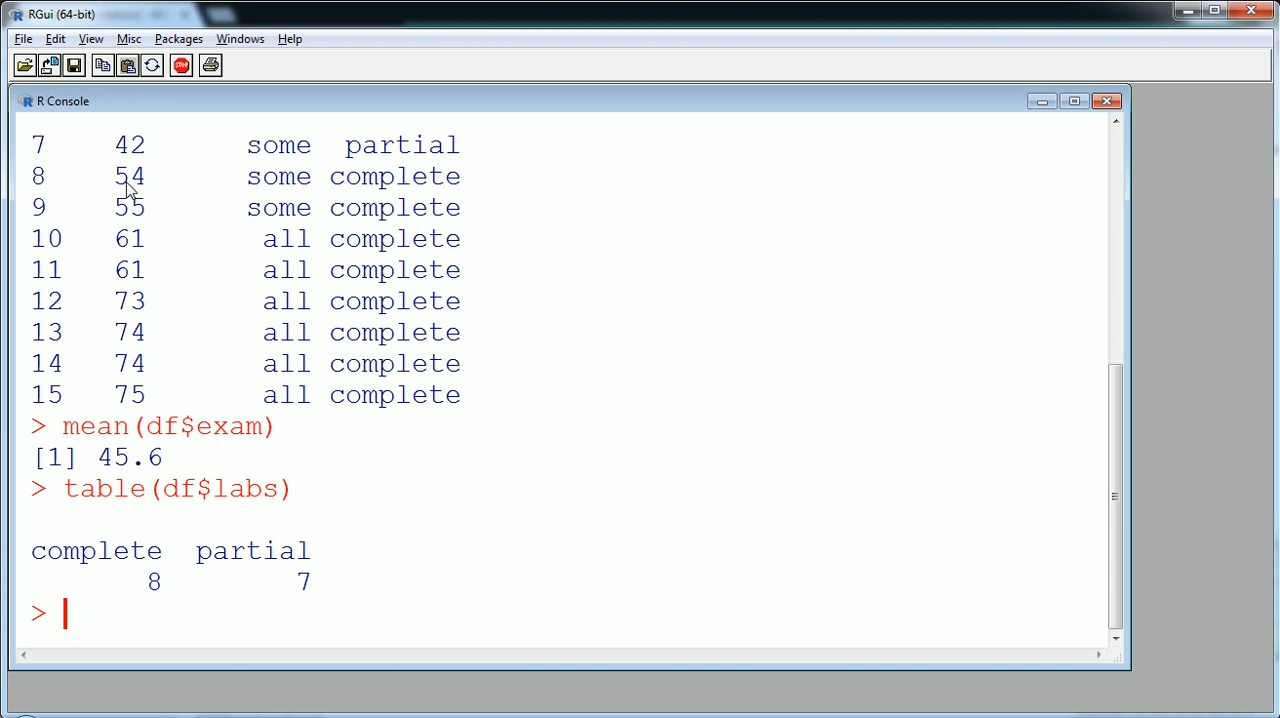 RGui (64-bit)
File Edit View Misc Packages Windows Help
STOP
R Console
7 42 some partial
8 54 some complete
9 55 some complete
10 61 all complete
11 61 all complete
12 73 all complete
13 74 all complete
14 74 all complete
15 75 all complete
> mean(df$exam)
[1] 45.6
> table(df$labs)
complete partial
8 7
>